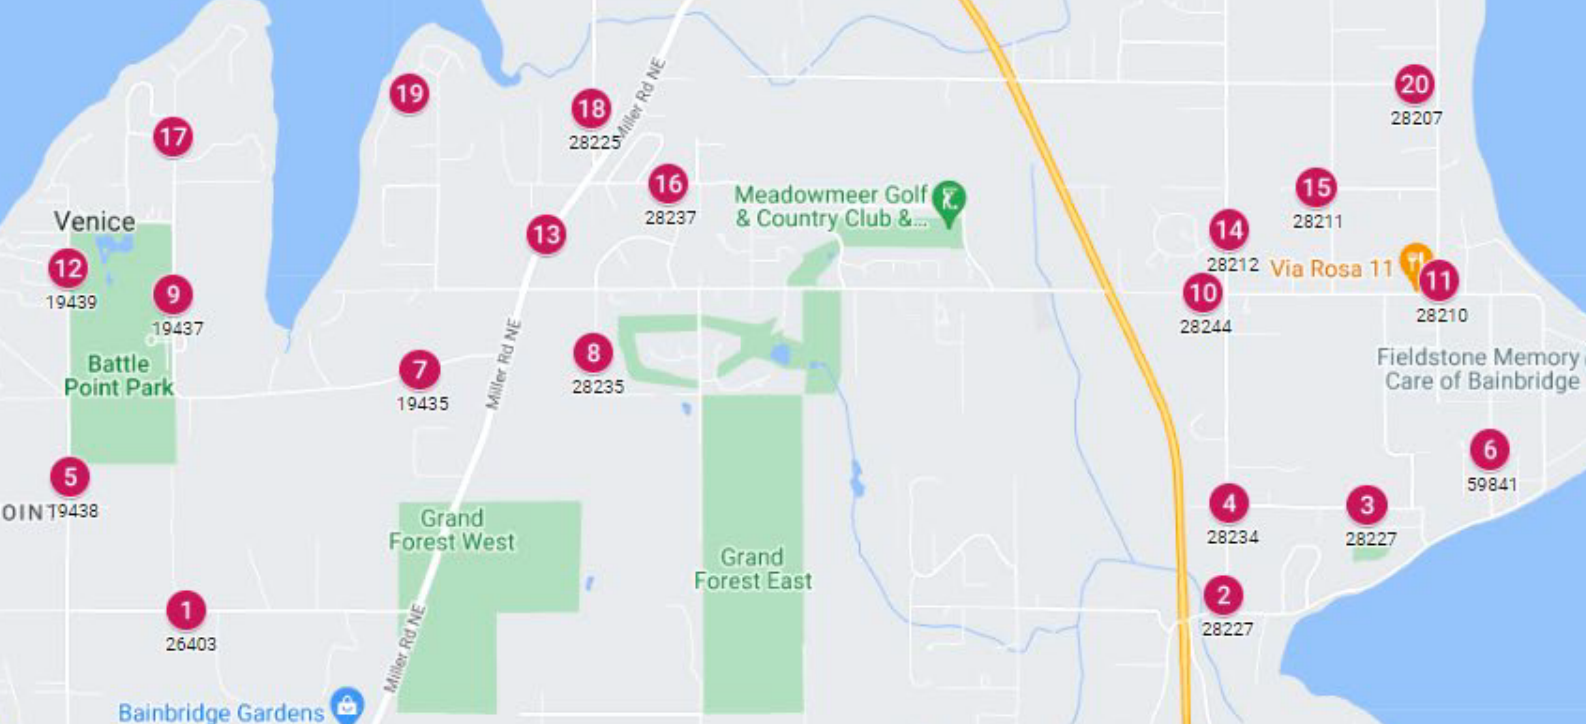 Miller Rd NE
19
18
28225
20
28207
17
16
28237
15
28211
Meadowmeer Golf
& Country Club &...
Venice
13
14
28212
Via Rosa 11
12
19439
9
19437
10
28244
11
28210
Battle
Point Park
7
19435
Miller Rd NE
8
28235
Fieldstone Memory
Care of Bainbridge
5
19438
OINT
6
59841
Grand
Forest West
4
28234
3
28227
Grand
Forest East
1
26403
2
28227
Miller Rd NE
Bainbridge Gardens